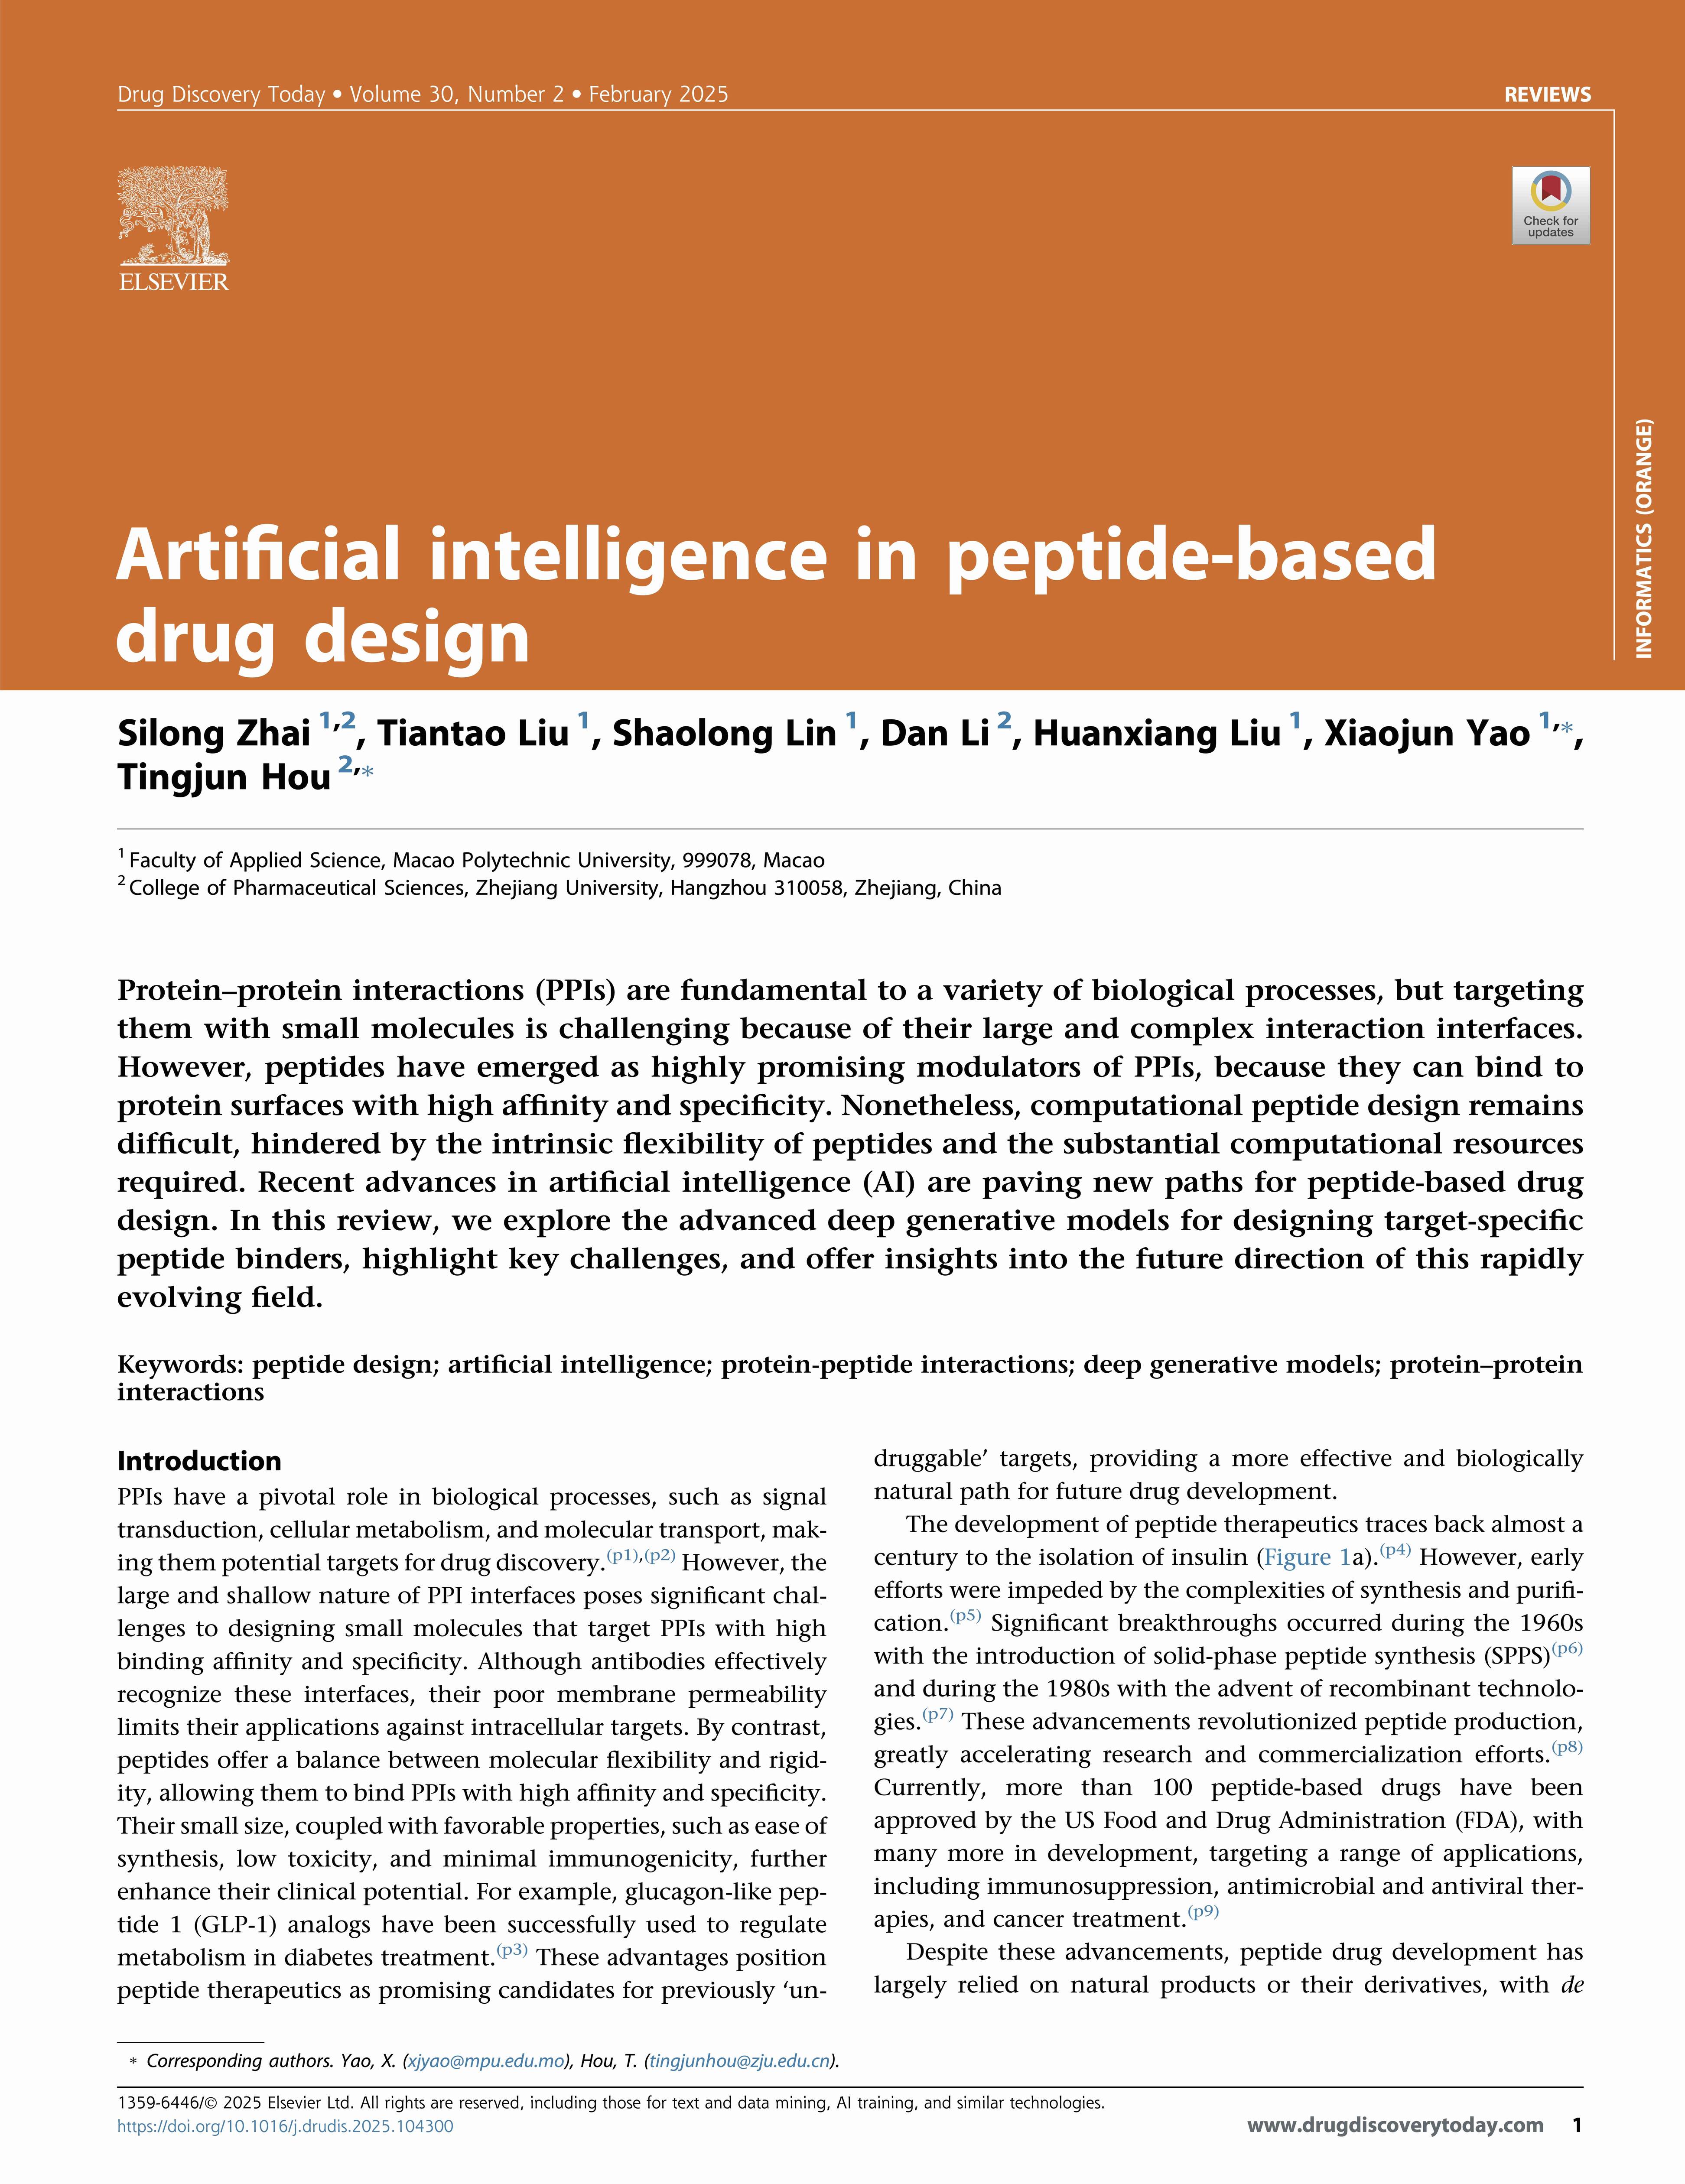 Drug Discovery Today • Volume 30, Number 2 • February 2025
REVIEWS
ELSEVIER
Check for
updates
INFORMATICS (ORANGE)
Artificial intelligence in peptide-based
drug design
Silong Zhai 1,2, Tiantao Liu 1, Shaolong Lin 1, Dan Li 2, Huanxiang Liu 1, Xiaojun Yao 1,*,
Tingjun Hou 2,*
1 Faculty of Applied Science, Macao Polytechnic University, 999078, Macao
2 College of Pharmaceutical Sciences, Zhejiang University, Hangzhou 310058, Zhejiang, China
Protein–protein interactions (PPIs) are fundamental to a variety of biological processes, but targeting
them with small molecules is challenging because of their large and complex interaction interfaces.
However, peptides have emerged as highly promising modulators of PPIs, because they can bind to
protein surfaces with high affinity and specificity. Nonetheless, computational peptide design remains
difficult, hindered by the intrinsic flexibility of peptides and the substantial computational resources
required. Recent advances in artificial intelligence (AI) are paving new paths for peptide-based drug
design. In this review, we explore the advanced deep generative models for designing target-specific
peptide binders, highlight key challenges, and offer insights into the future direction of this rapidly
evolving field.
Keywords: peptide design; artificial intelligence; protein-peptide interactions; deep generative models; protein–protein
interactions
Introduction
PPIs have a pivotal role in biological processes, such as signal
transduction, cellular metabolism, and molecular transport, mak-
ing them potential targets for drug discovery.(p1),(p2) However, the
large and shallow nature of PPI interfaces poses significant chal-
lenges to designing small molecules that target PPIs with high
binding affinity and specificity. Although antibodies effectively
recognize these interfaces, their poor membrane permeability
limits their applications against intracellular targets. By contrast,
peptides offer a balance between molecular flexibility and rigid-
ity, allowing them to bind PPIs with high affinity and specificity.
Their small size, coupled with favorable properties, such as ease of
synthesis, low toxicity, and minimal immunogenicity, further
enhance their clinical potential. For example, glucagon-like pep-
tide 1 (GLP-1) analogs have been successfully used to regulate
metabolism in diabetes treatment.(p3) These advantages position
peptide therapeutics as promising candidates for previously ‘un-
druggable’ targets, providing a more effective and biologically
natural path for future drug development.
The development of peptide therapeutics traces back almost a
century to the isolation of insulin (Figure 1a).(p4) However, early
efforts were impeded by the complexities of synthesis and purifi-
cation.(p5) Significant breakthroughs occurred during the 1960s
with the introduction of solid-phase peptide synthesis (SPPS)(p6)
and during the 1980s with the advent of recombinant technolo-
gies.(p7) These advancements revolutionized peptide production,
greatly accelerating research and commercialization efforts.(p8)
Currently, more than 100 peptide-based drugs have been
approved by the US Food and Drug Administration (FDA), with
many more in development, targeting a range of applications,
including immunosuppression, antimicrobial and antiviral ther-
apies, and cancer treatment.(p9)
Despite these advancements, peptide drug development has
largely relied on natural products or their derivatives, with de
* Corresponding authors. Yao, X. (xjyao@mpu.edu.mo), Hou, T. (tingjunhou@zju.edu.cn).
1359-6446/© 2025 Elsevier Ltd. All rights are reserved, including those for text and data mining, AI training, and similar technologies.
https://doi.org/10.1016/j.drudis.2025.104300
www.drugdiscoverytoday.com 1